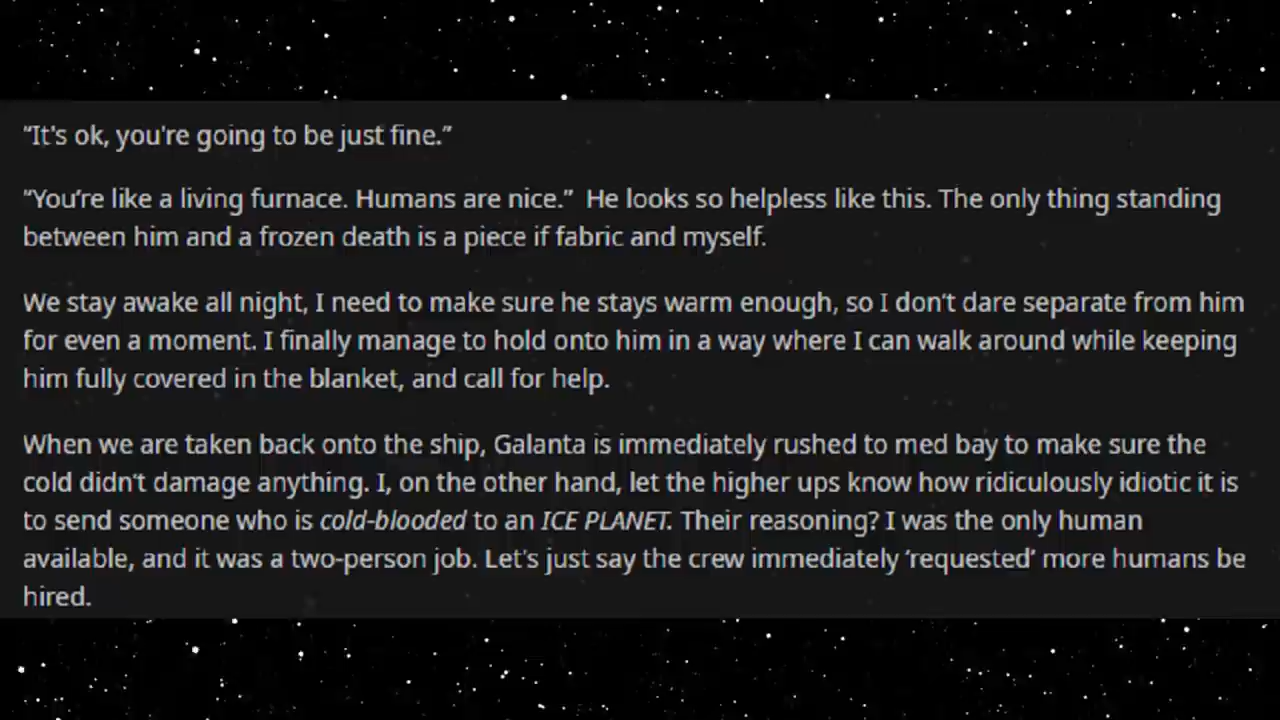 “It's ok, you're going to be just fine.”
“You’re like a living furnace. Humans are nice.”  He looks so helpless like this. The only thing standing
between him and a frozen death is a piece if fabric and myself.
We stay awake all night, I need to make sure he stays warm enough, so I don’t dare separate from him
for even a moment. I finally manage to hold onto him in a way where I can walk around while keeping
him fully covered in the blanket, and call for help.
When we are taken back onto the ship, Galanta is immediately rushed to med bay to make sure the
cold didn’t damage anything. I, on the other hand, let the higher ups know how ridiculously idiotic it is
to send someone who is cold-blooded to an ICE PLANET. Their reasoning? I was the only human
available, and it was a two-person job. Let’s just say the crew immediately ‘requested’ more humans be
hired.